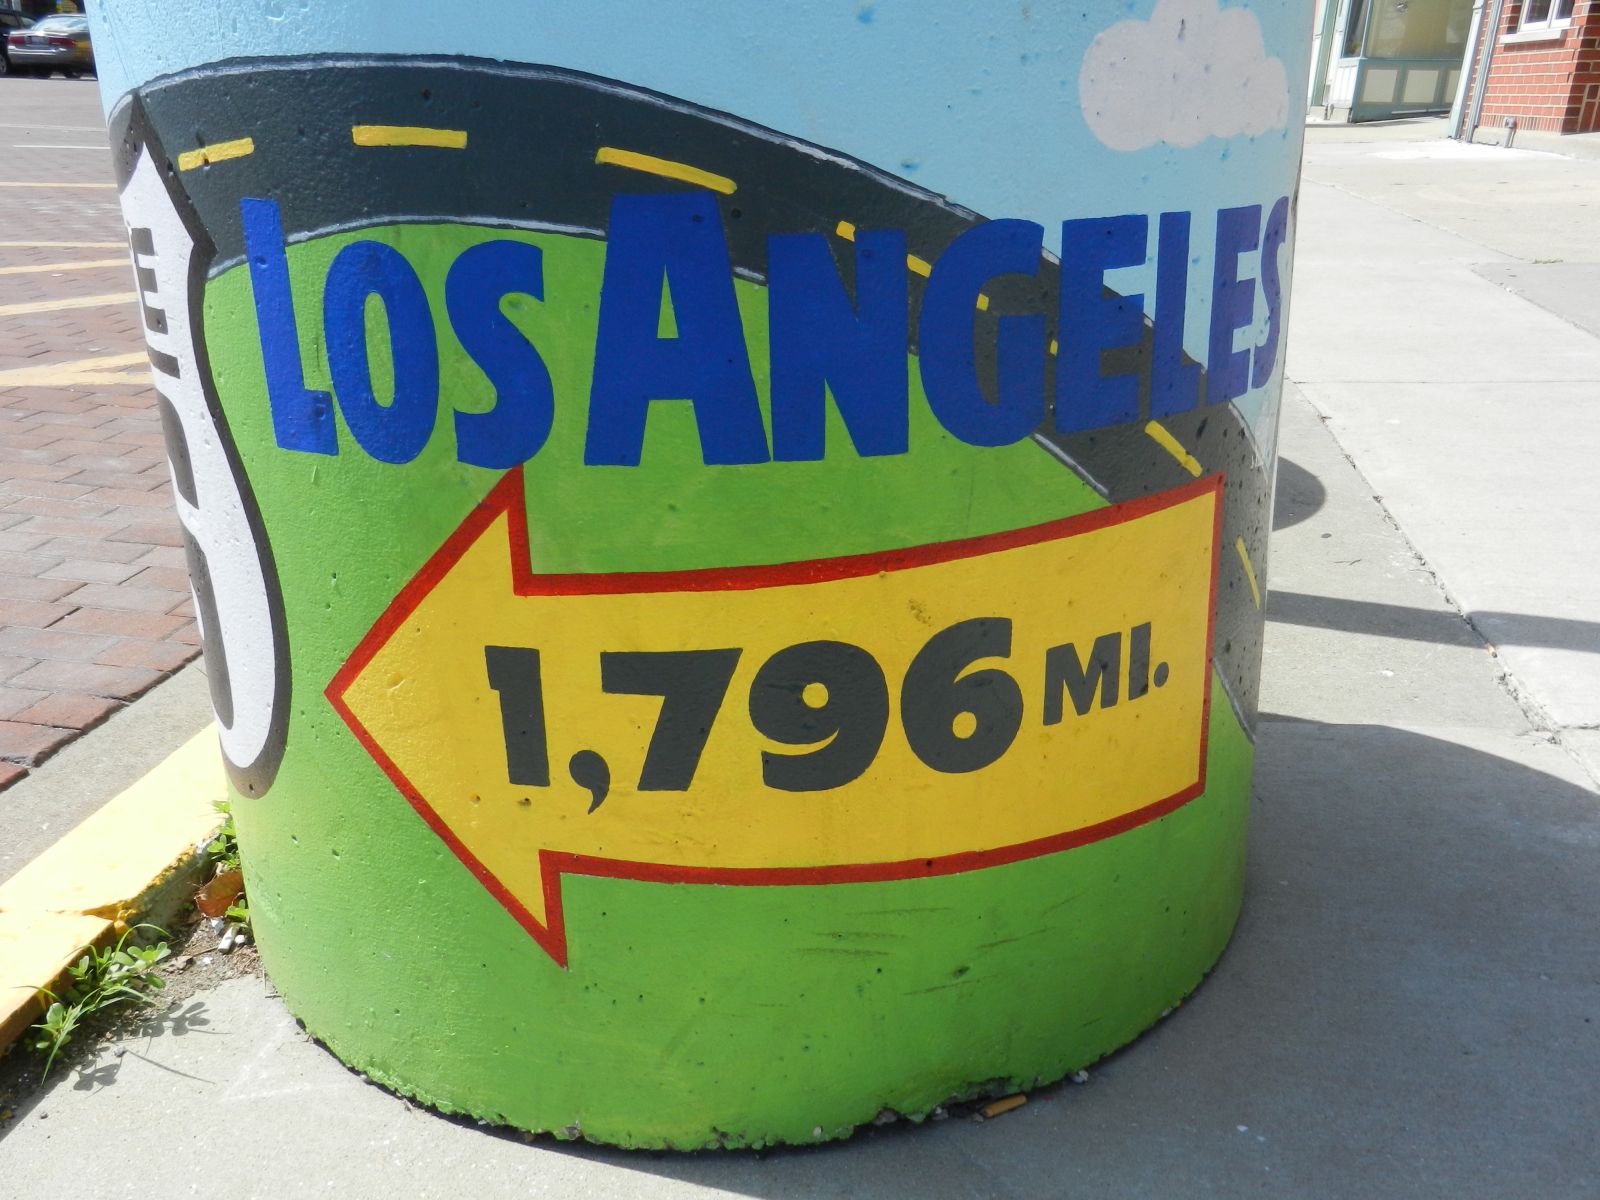 LOS ANGELES
1,796 MI.